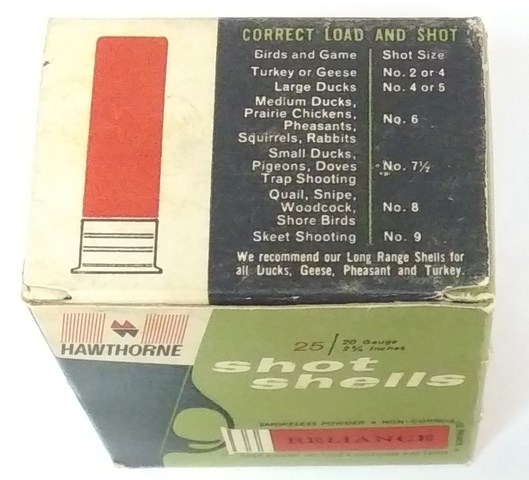 CORRECT LOAD AND SHOT
Birds and Game Shot Size
Turkey or Geese No. 2 or 4
Large Ducks No. 4 or 5
Medium Ducks,
Prairie Chickens, No. 6
Pheasants,
Squirrels, Rabbits
Small Ducks,
Pigeons, Doves No. 7½
Trap Shooting
Quail, Snipe,
Woodcock, No. 8
Shore Birds
Skeet Shooting No. 9
We recommend our Long Range Shells for
all Ducks, Geese, Pheasant and Turkey.
HAWTHORNE
25 / 20 Gauge
2¾ Inches
shot
shells
SMOKELESS POWDER • NON-CORROSIVE
RELIANCE